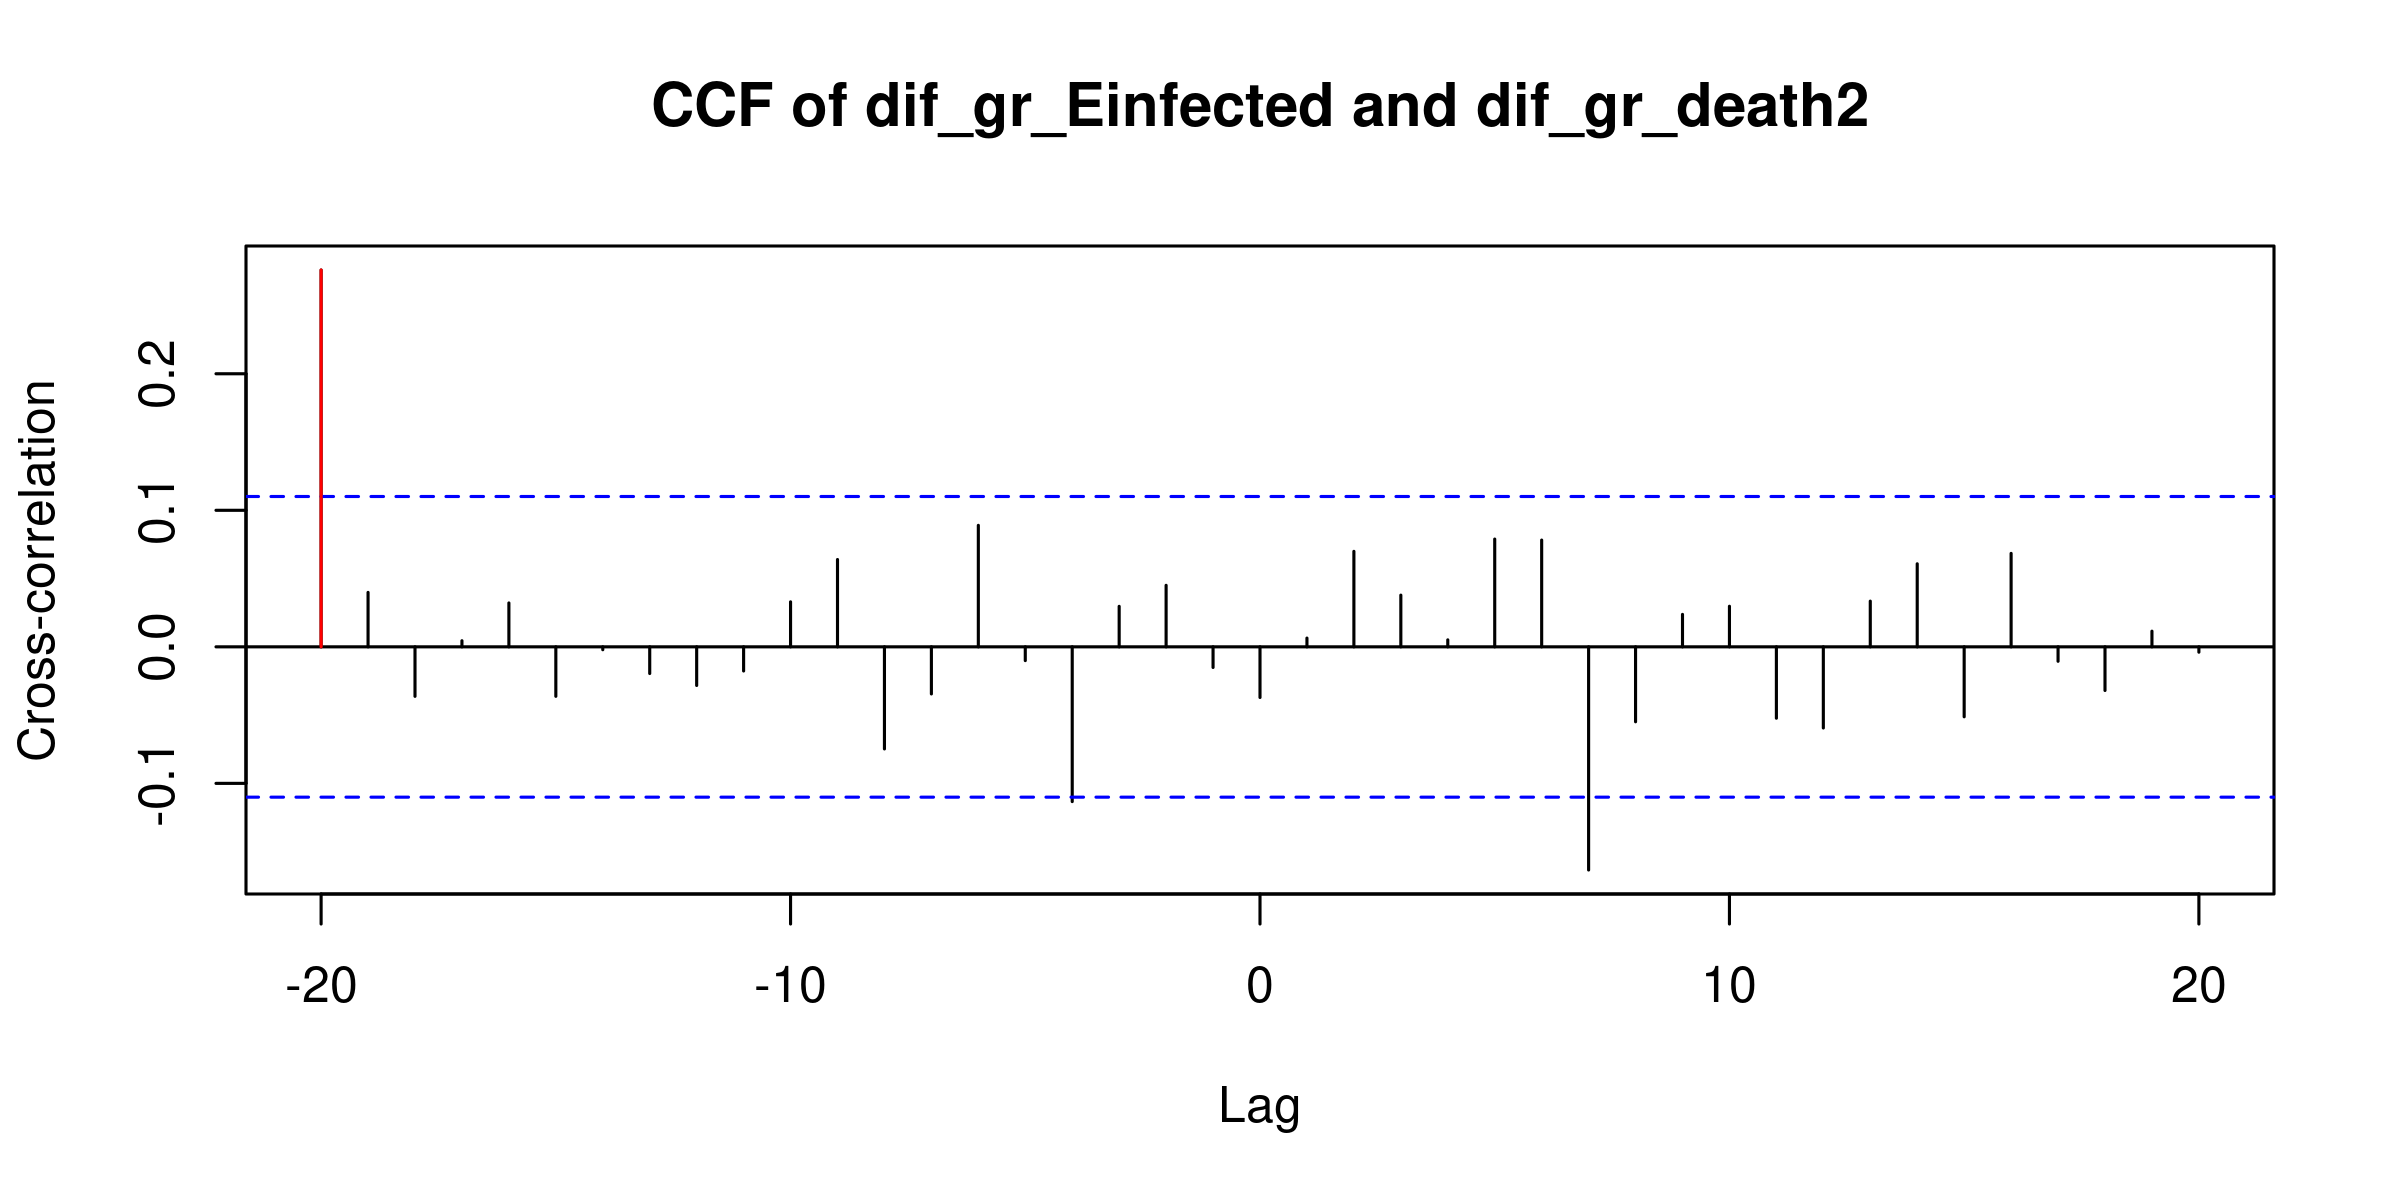 CCF of dif_gr_Einfected and dif_gr_death2
Cross-correlation
0.2
0.1
0.0
-0.1
-20 -10 0 10 20
Lag